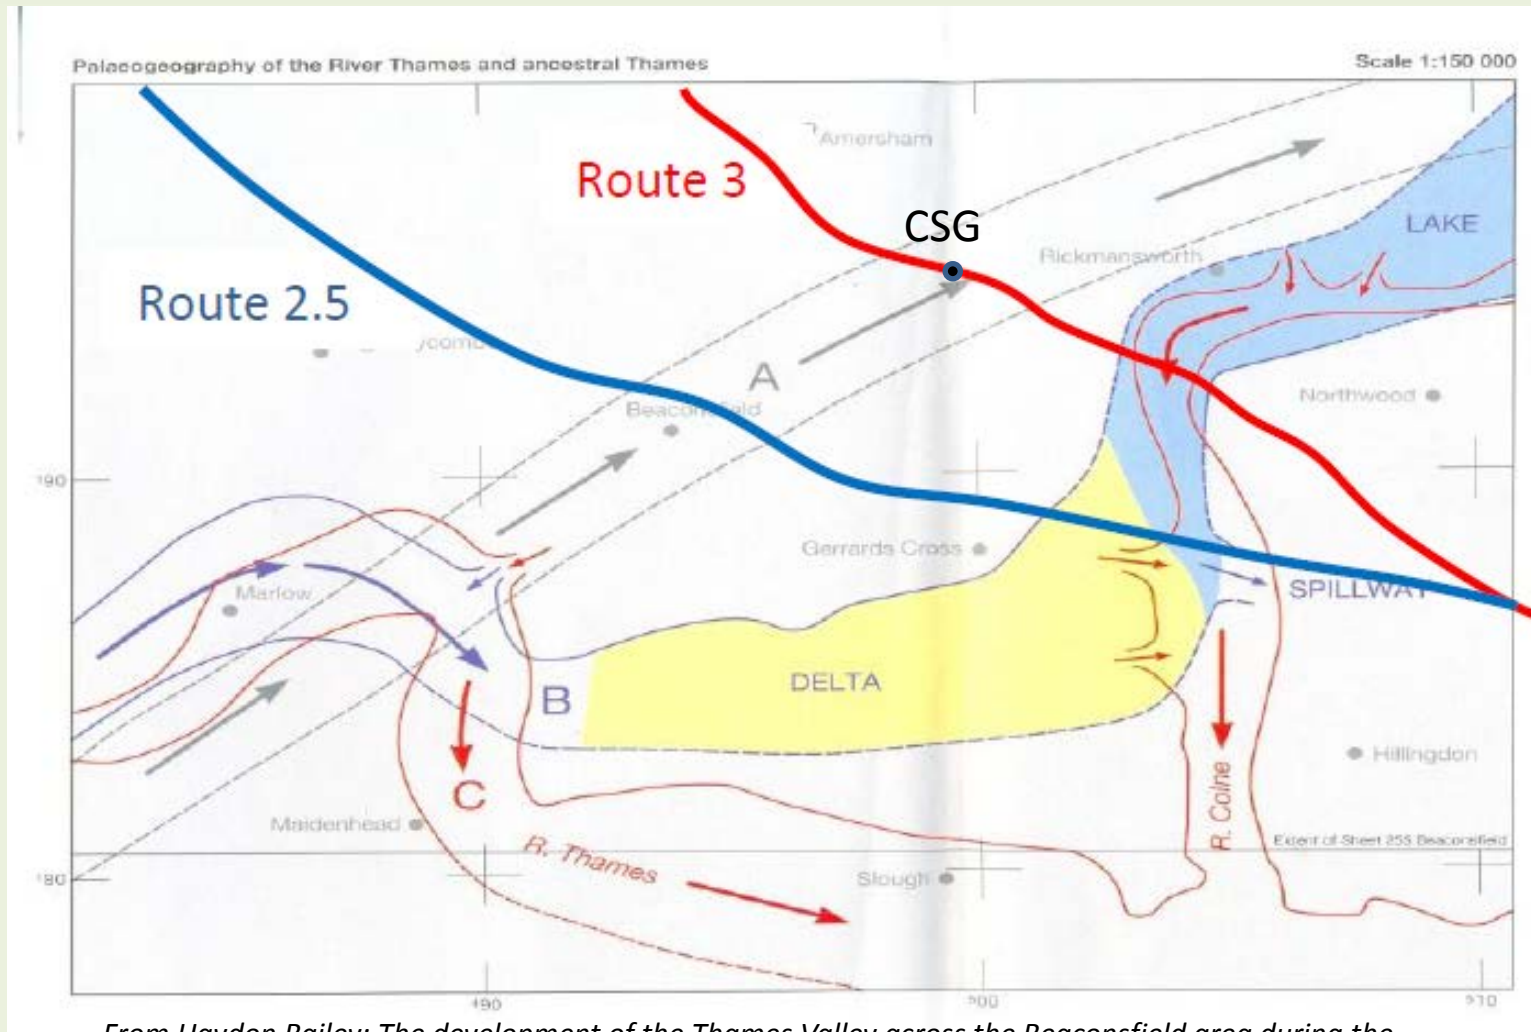 Palaeogeography of the River Thames and ancestral Thames
Scale 1:150 000
Amersham
Route 3
CSG
LAKE
Rickmansworth
Route 2.5
ycomb
A
Northwood
Beaconsfield
190
Gerrards Cross
Marlow
SPILLWAY
B
DELTA
Hillingdon
C
R. Colne
Maidenhead
R. Thames
Extent of Sheet 255 Beaconsfield
180
Slough
490
500
510
From Haydon Bailey: The development of the Thames Valley across the Beaconsfield area during the